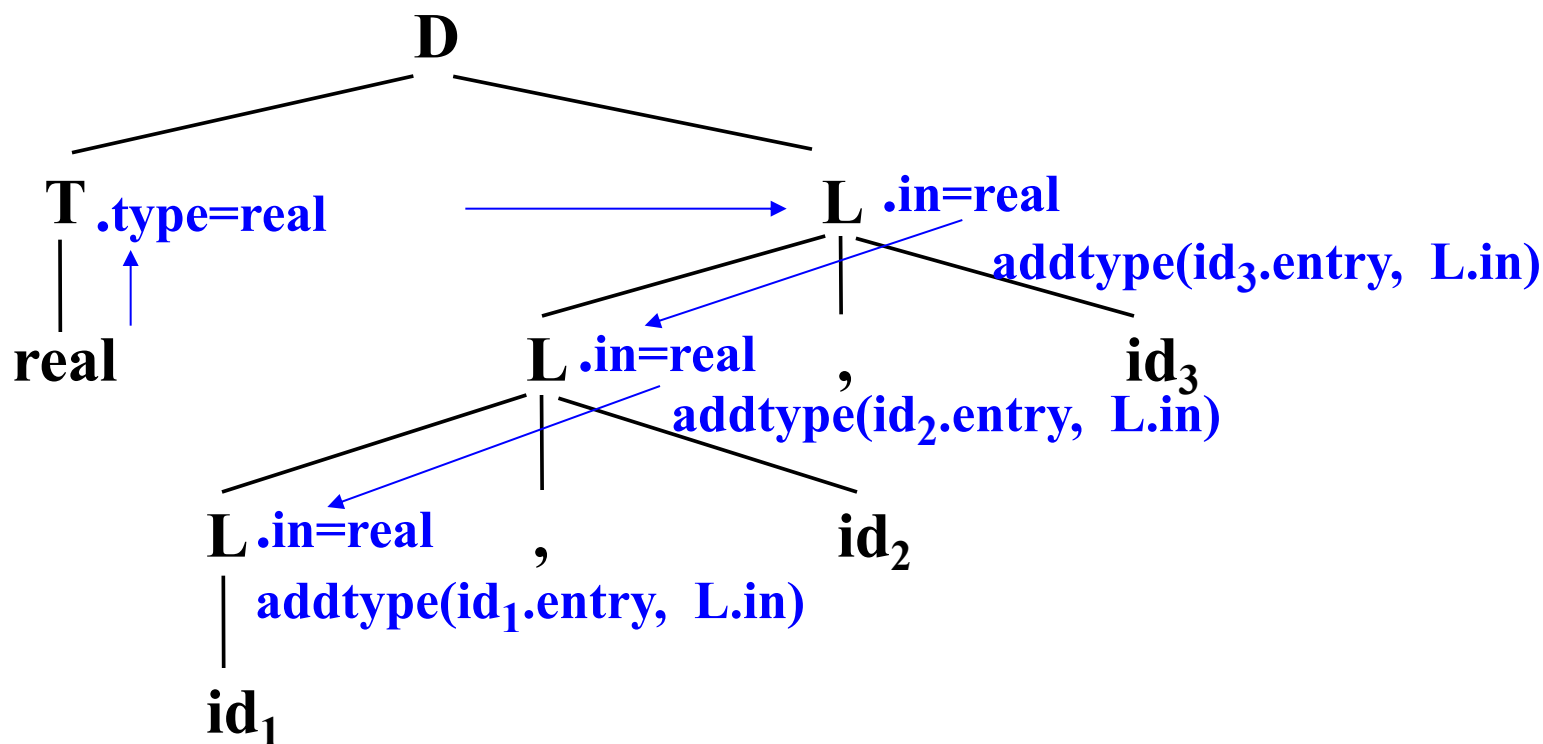 D
T .type=real L .in=real
addtype(id₃.entry, L.in)
real L .in=real , id₃
addtype(id₂.entry, L.in)
L .in=real , id₂
addtype(id₁.entry, L.in)
id₁